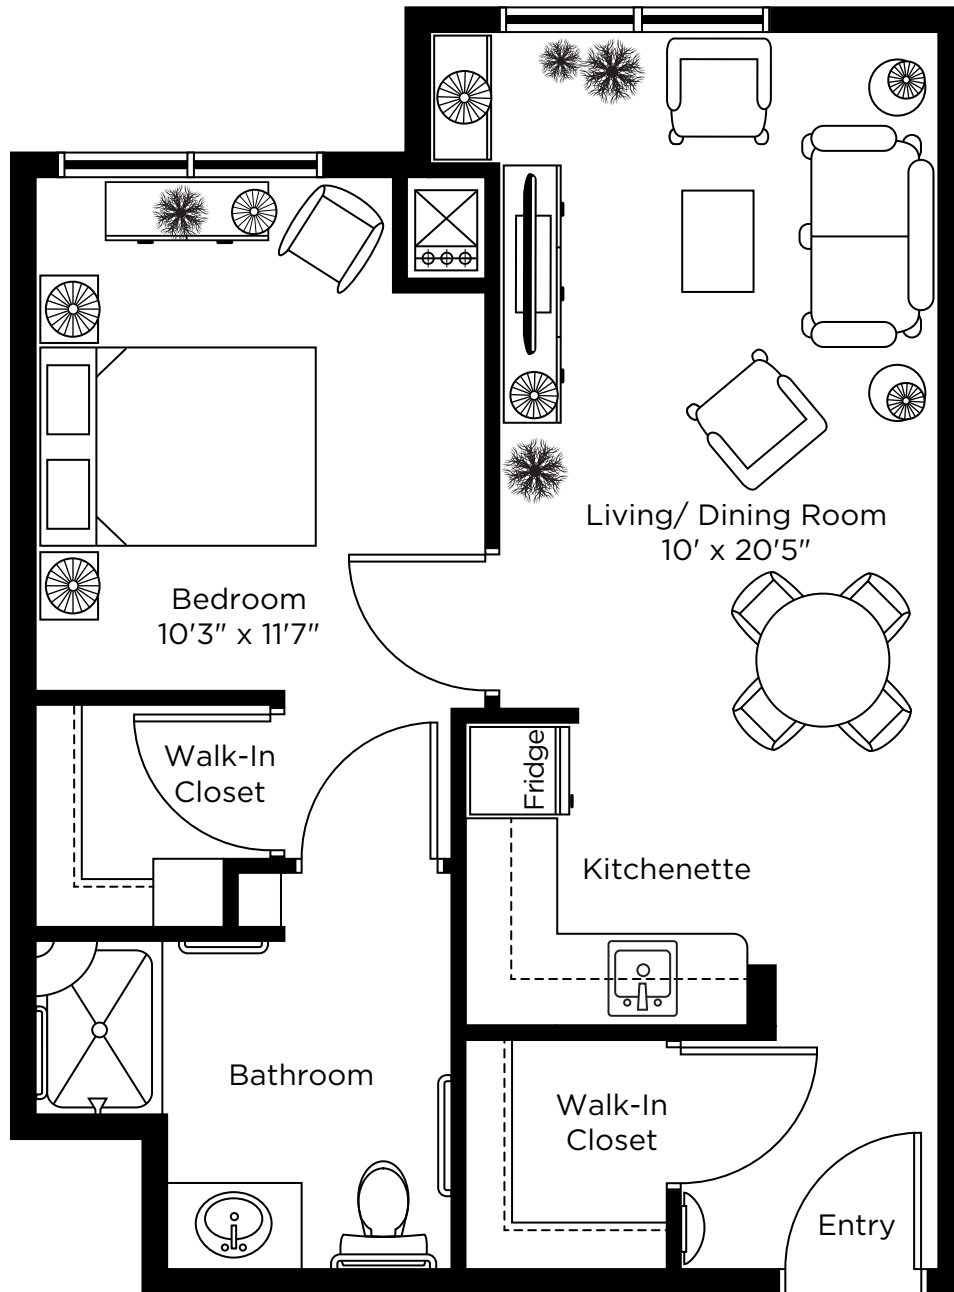 Living/ Dining Room
10' x 20'5"
Bedroom
10'3" x 11'7"
Walk-In
Closet
Fridge
Kitchenette
Bathroom
Walk-In
Closet
Entry